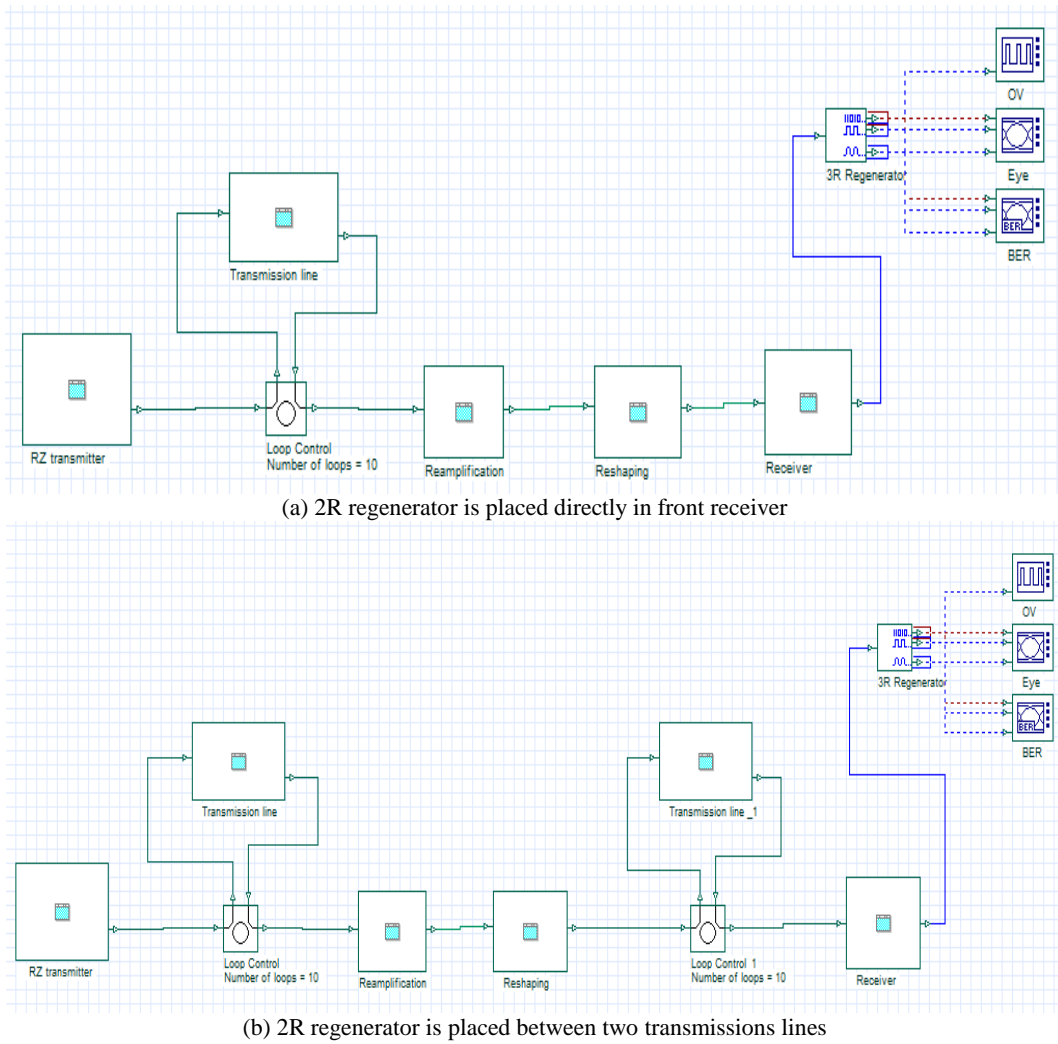 OV
Eye
BER
BER
3R Regenerator
Transmission line
RZ transmitter
Loop Control
Number of loops = 10
Reamplification
Reshaping
Receiver
(a) 2R regenerator is placed directly in front receiver
OV
Eye
BER
BER
3R Regenerator
Transmission line
Transmission line _1
RZ transmitter
Loop Control
Number of loops = 10
Reamplification
Reshaping
Loop Control 1
Number of loops = 10
Receiver
(b) 2R regenerator is placed between two transmissions lines